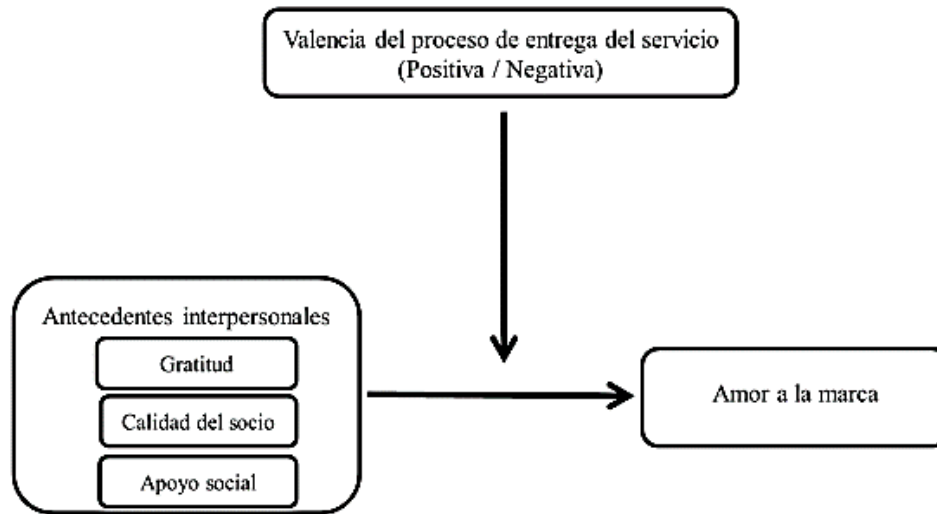 Valencia del proceso de entrega del servicio
(Positiva / Negativa)
Antecedentes interpersonales
Gratitud
Calidad del socio
Apoyo social
Amor a la marca